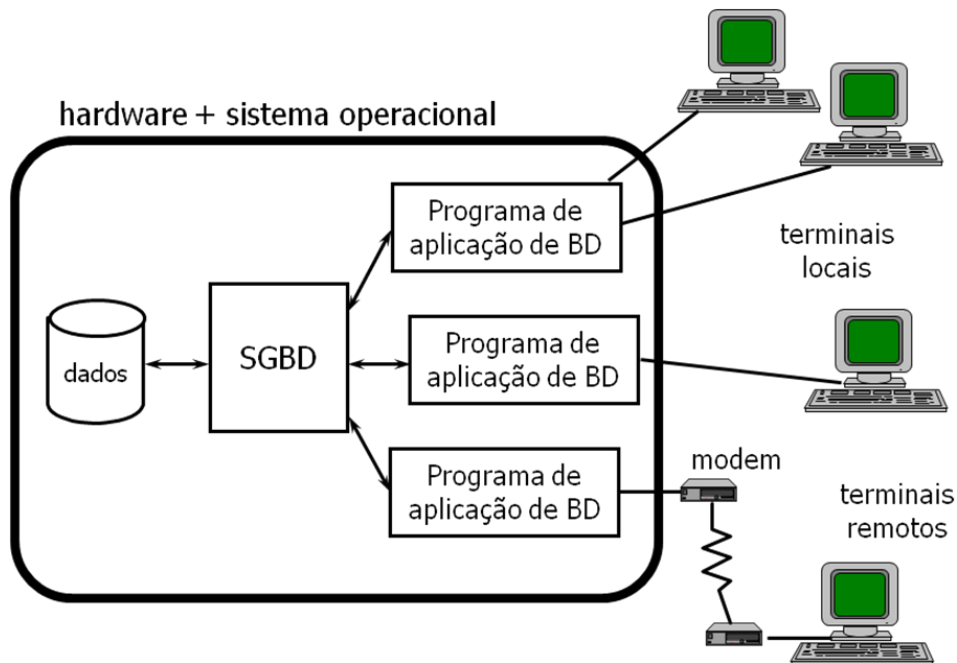 hardware + sistema operacional
Programa de
aplicação de BD
terminais
locais
dados
SGBD
Programa de
aplicação de BD
Programa de
aplicação de BD
modem
terminais
remotos